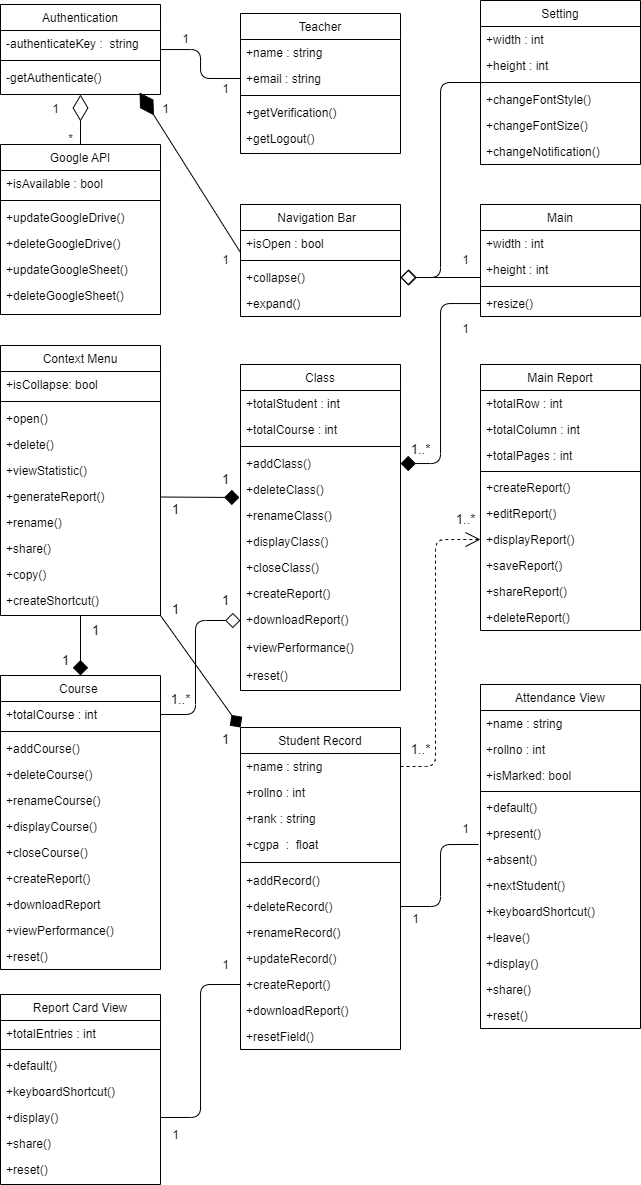 Authentication
-authenticateKey : string
-getAuthenticate()
1
1
Teacher
+name : string
+email : string
+getVerification()
+getLogout()
Setting
+width : int
+height : int
+changeFontStyle()
+changeFontSize()
+changeNotification()
1
*
1
1
Google API
+isAvailable : bool
+updateGoogleDrive()
+deleteGoogleDrive()
+updateGoogleSheet()
+deleteGoogleSheet()
Navigation Bar
+isOpen : bool
+collapse()
+expand()
1
Main
+width : int
+height : int
+resize()
1
Context Menu
+isCollapse: bool
+open()
+delete()
+viewStatistic()
+generateReport()
+rename()
+share()
+copy()
+createShortcut()
1
1
Class
+totalStudent : int
+totalCourse : int
+addClass()
+deleteClass()
+renameClass()
+displayClass()
+closeClass()
+createReport()
+downloadReport()
+viewPerformance()
+reset()
1..*
Main Report
+totalRow : int
+totalColumn : int
+totalPages : int
+createReport()
+editReport()
+displayReport()
+saveReport()
+shareReport()
+deleteReport()
1..*
1
1
1
1
1..*
1
Course
+totalCourse : int
+addCourse()
+deleteCourse()
+renameCourse()
+displayCourse()
+closeCourse()
+createReport()
+downloadReport
+viewPerformance()
+reset()
Student Record
+name : string
+rollno : int
+rank : string
+cgpa : float
+addRecord()
+deleteRecord()
+renameRecord()
+updateRecord()
+createReport()
+downloadReport()
+resetField()
1..*
1
1
Attendance View
+name : string
+rollno : int
+isMarked: bool
+default()
+present()
+absent()
+nextStudent()
+keyboardShortcut()
+leave()
+display()
+share()
+reset()
1
1
Report Card View
+totalEntries : int
+default()
+keyboardShortcut()
+display()
+share()
+reset()